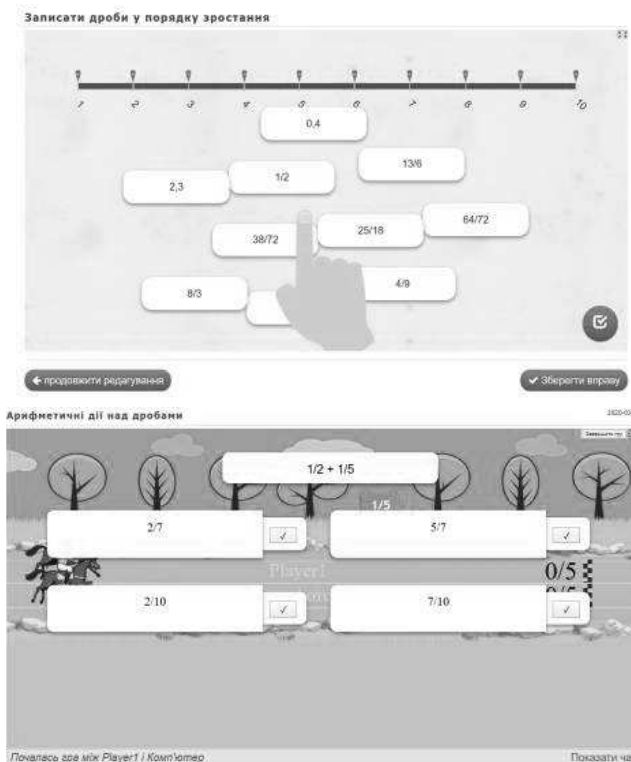 Записати дроби у порядку зростання
1 2 3 4 5 6 7 8 9 10
0,4
13/6
1/2
2,3
64/72
25/18
38/72
4/9
8/3
продовжити редагування
Зберегти вправу
Арифметичні дії над дробами
1/2 + 1/5
1/5
2/7
5/7
Player1
0/5
2/10
7/10
Почалась гра між Player1 і Комп'ютер
Показати ча